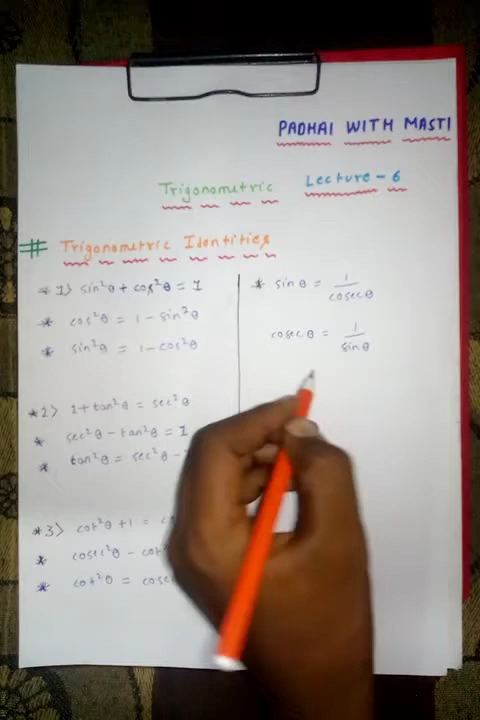 PADHAI WITH MASTI
Trigonometric Lecture - 6
# Trigonometric Identities
* 1) sin²θ + cos²θ = 1
* cos²θ = 1 - sin²θ
* sin²θ = 1 - cos²θ
*2) 1 + tan²θ = sec²θ
* sec²θ - tan²θ = 1
* tan²θ = sec²θ -
*3) cot²θ + 1 =
* cosec²θ - cot
* cot²θ = cosec
* sinθ = 1/cosecθ
cosecθ = 1/sinθ